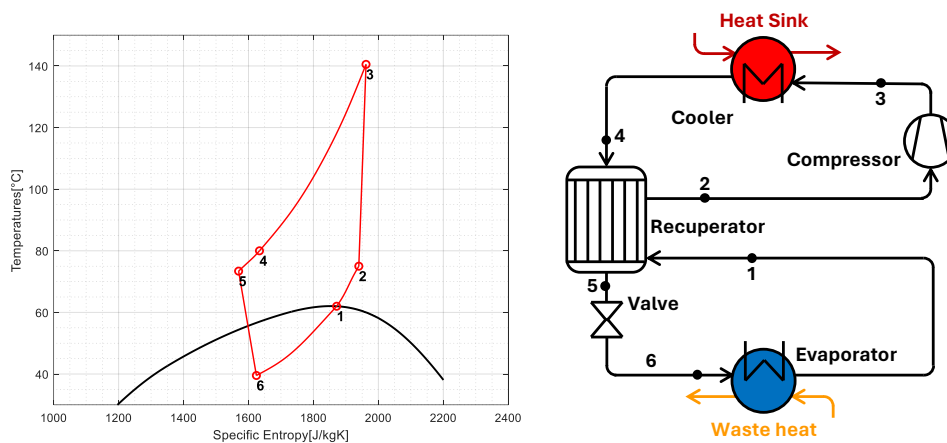 Temperatures[°C]
140
120
100
80
60
40
1000
1200
1400
1600
1800
2000
2200
2400
Specific Entropy[J/kgK]
1
2
3
4
5
6
Heat Sink
Cooler
3
Compressor
4
2
Recuperator
1
5
Valve
6
Evaporator
Waste heat